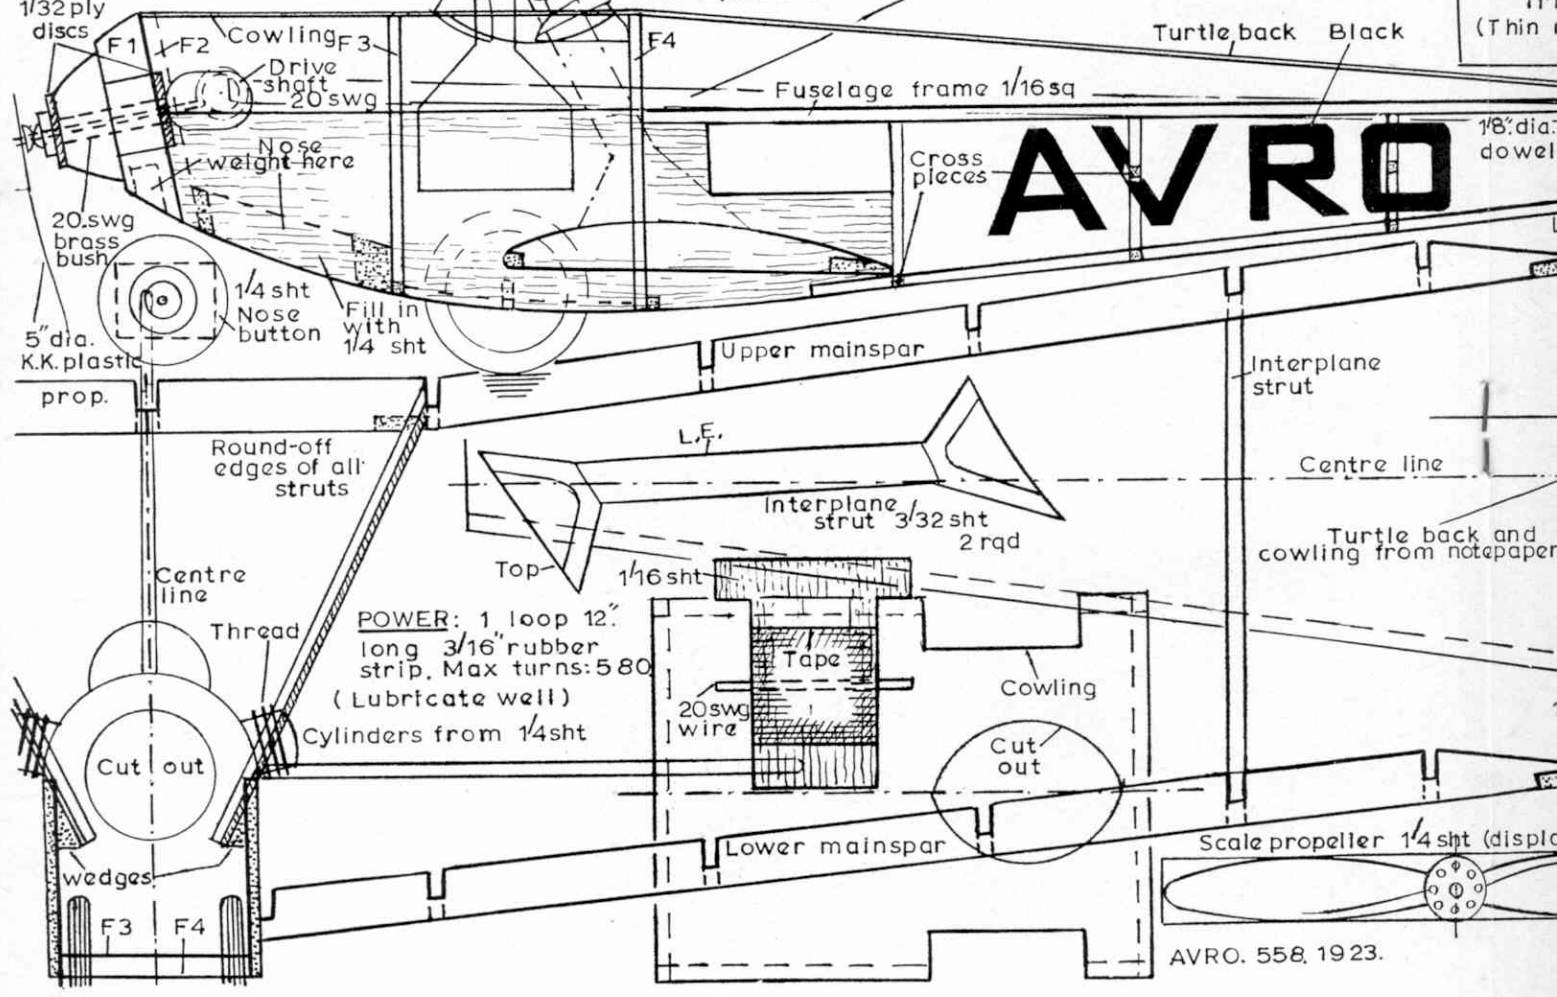 1/32 ply
discs
F1
F2
Cowling
F3
F4
Drive
shaft
20 swg
Turtle back
Black
(Thin
Fuselage frame 1/16 sq
Nose
weight here
Cross
pieces
AVRO
1/8" dia.
dowel
20.swg
brass
bush
1/4 sht
Nose
button
Fill in
with
1/4 sht
5" dia.
K.K. plastic
prop.
Upper mainspar
Interplane
strut
Round-off
edges of all
struts
L.E.
Centre line
Interplane
strut 3/32 sht
2 rqd
Top
Turtle back and
cowling from notepaper
1/16 sht
Centre
line
Thread
POWER: 1 loop 12".
long 3/16" rubber
strip, Max turns: 580
(Lubricate well)
Tape
Cowling
20swg
wire
Cylinders from 1/4 sht
Cut out
Cut
out
Lower mainspar
Scale propeller 1/4 sht (displa
wedges
F3
F4
AVRO. 558. 1923.